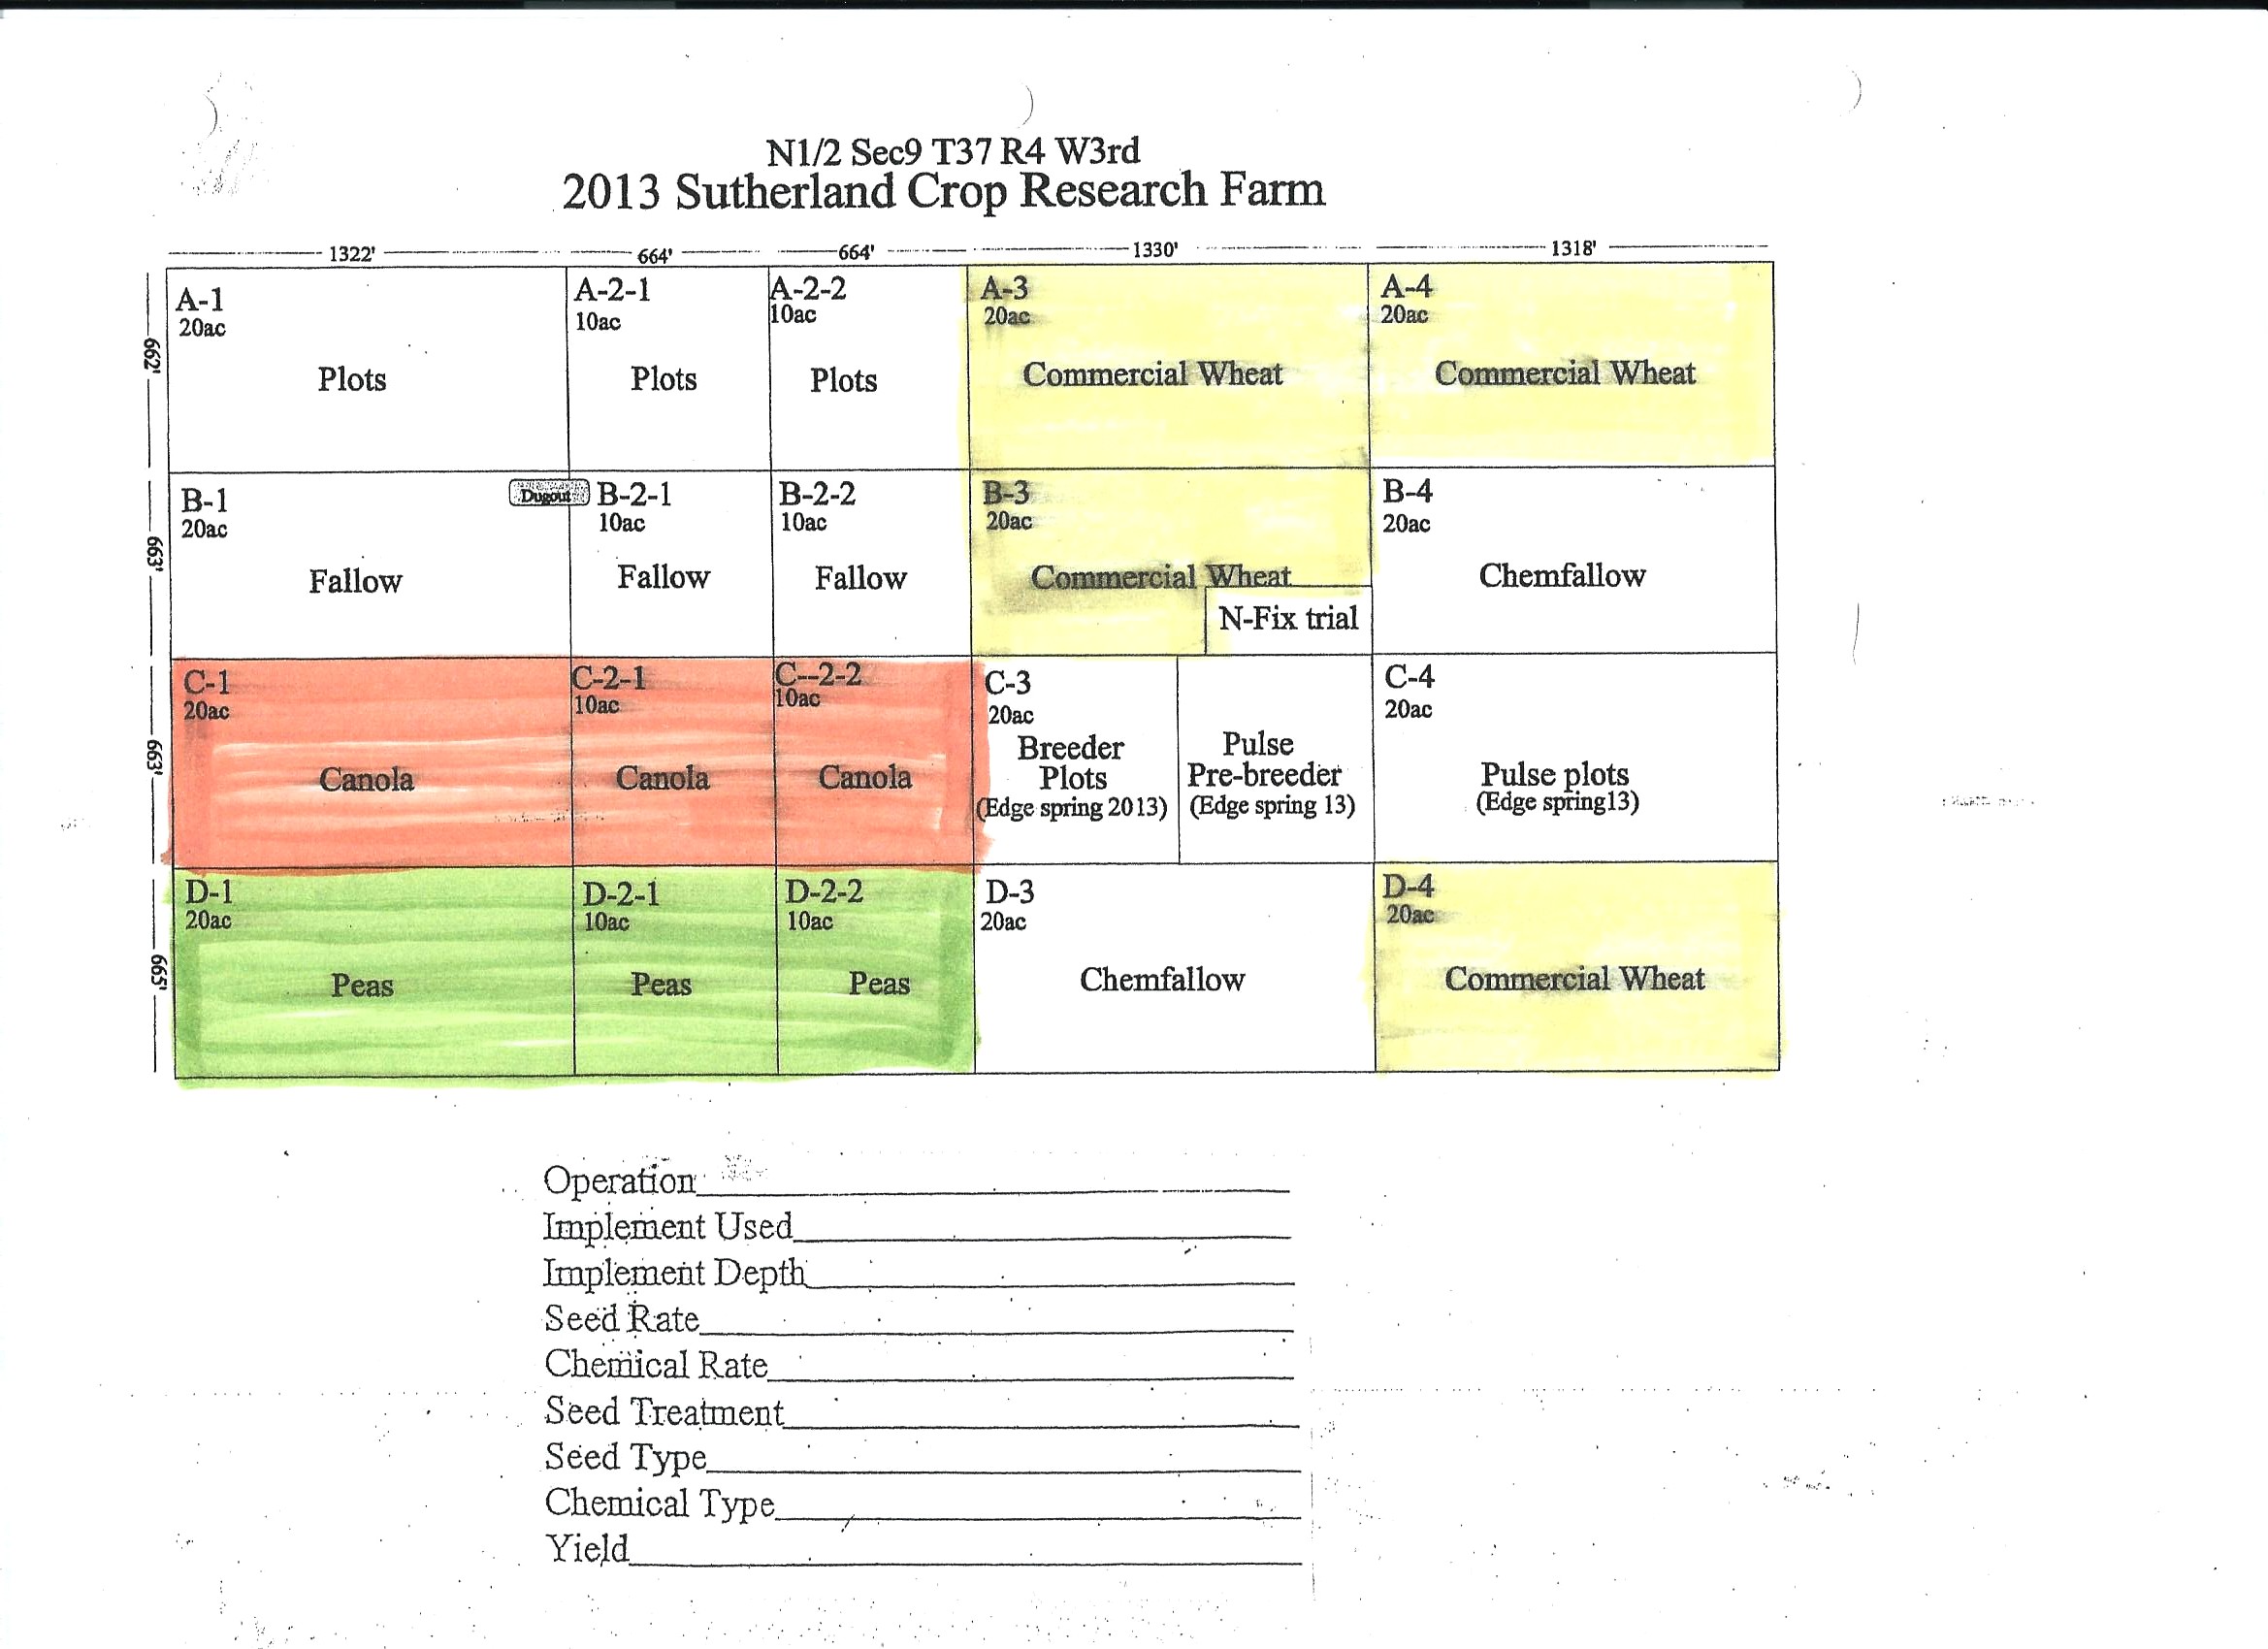 N1/2 Sec9 T37 R4 W3rd
2013 Sutherland Crop Research Farm
1322' 664' 664' 1330' 1318'
662'
A-1
20ac
Plots
A-2-1
10ac
Plots
A-2-2
10ac
Plots
A-3
20ac
Commercial Wheat
A-4
20ac
Commercial Wheat
663'
B-1
20ac
Fallow
Dugout
B-2-1
10ac
Fallow
B-2-2
10ac
Fallow
B-3
20ac
Commercial Wheat
N-Fix trial
B-4
20ac
Chemfallow
663'
C-1
20ac
Canola
C-2-1
10ac
Canola
C--2-2
10ac
Canola
C-3
20ac
Breeder
Plots
(Edge spring 2013)
Pulse
Pre-breeder
(Edge spring 13)
C-4
20ac
Pulse plots
(Edge spring13)
665'
D-1
20ac
Peas
D-2-1
10ac
Peas
D-2-2
10ac
Peas
D-3
20ac
Chemfallow
D-4
20ac
Commercial Wheat
Operation
Implement Used
Implement Depth
Seed Rate
Chemical Rate
Seed Treatment
Seed Type
Chemical Type
Yield